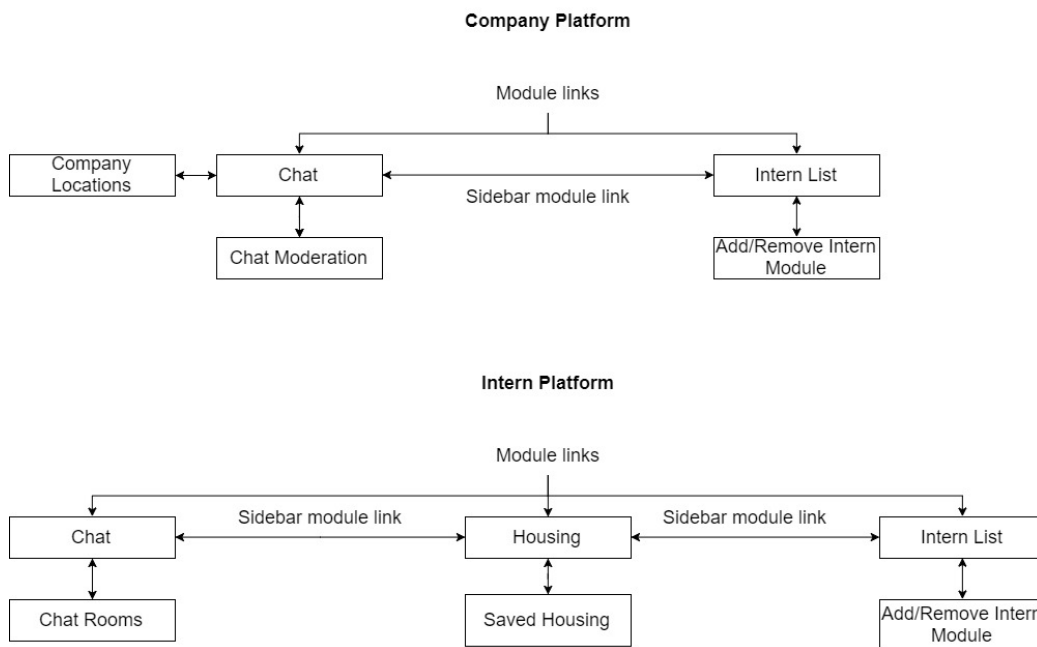 Company Platform
Module links
Company
Locations
Chat
Intern List
Sidebar module link
Chat Moderation
Add/Remove Intern
Module
Intern Platform
Module links
Sidebar module link
Sidebar module link
Chat
Housing
Intern List
Chat Rooms
Saved Housing
Add/Remove Intern
Module